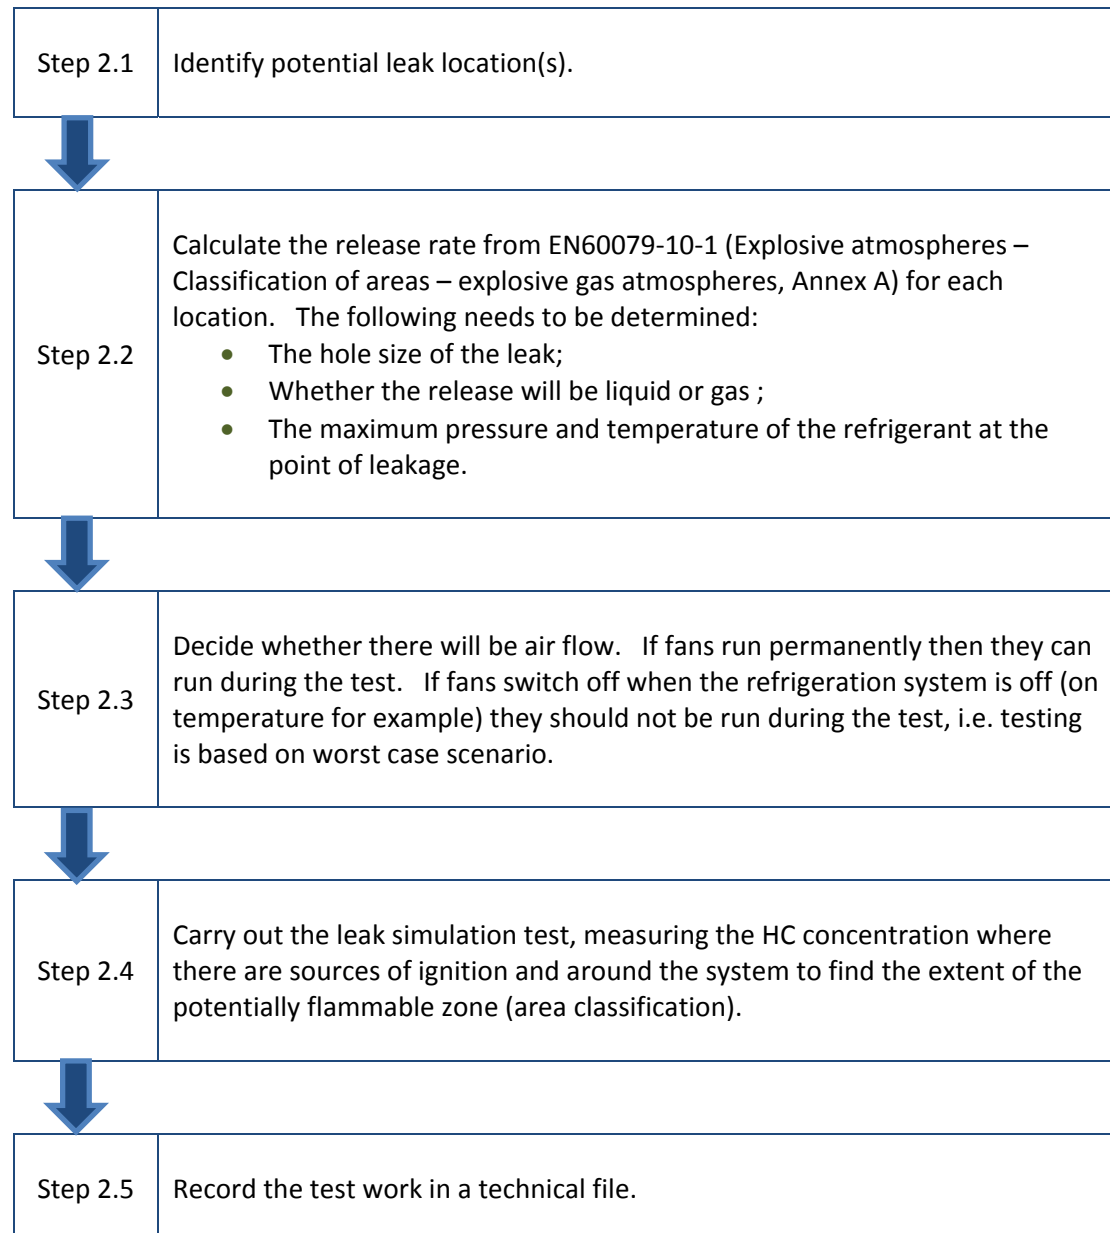 Step 2.1
Identify potential leak location(s).
Step 2.2
Calculate the release rate from EN60079-10-1 (Explosive atmospheres –
Classification of areas – explosive gas atmospheres, Annex A) for each
location.   The following needs to be determined:
• The hole size of the leak;
• Whether the release will be liquid or gas ;
• The maximum pressure and temperature of the refrigerant at the
point of leakage.
Step 2.3
Decide whether there will be air flow.   If fans run permanently then they can
run during the test.   If fans switch off when the refrigeration system is off (on
temperature for example) they should not be run during the test, i.e. testing
is based on worst case scenario.
Step 2.4
Carry out the leak simulation test, measuring the HC concentration where
there are sources of ignition and around the system to find the extent of the
potentially flammable zone (area classification).
Step 2.5
Record the test work in a technical file.